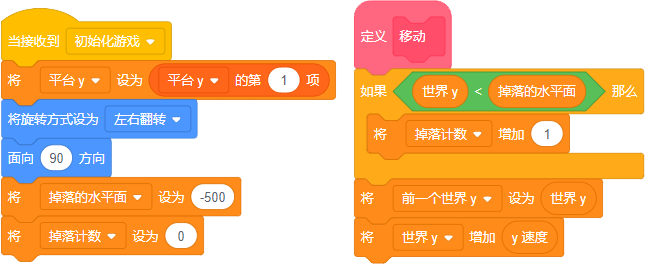 当接收到 初始化游戏
将 平台 y 设为 平台 y 的第 1 项
将旋转方式设为 左右翻转
面向 90 方向
将 掉落的水平面 设为 -500
将 掉落计数 设为 0
定义 移动
如果 世界 y < 掉落的水平面 那么
将 掉落计数 增加 1
将 前一个世界 y 设为 世界 y
将 世界 y 增加 y 速度